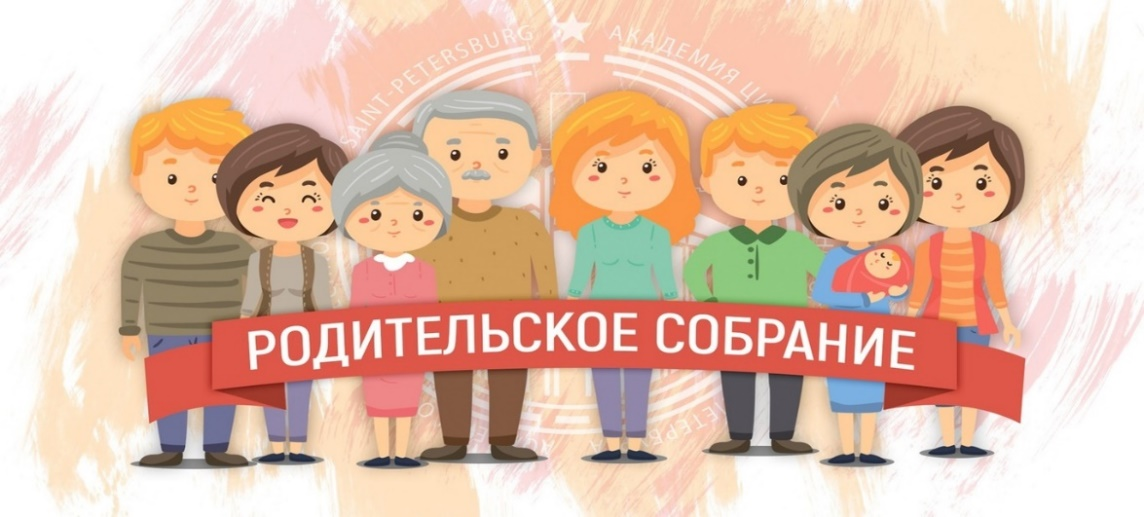 SAINT-PETERSBURG
АКАДЕМИЯ
РОДИТЕЛЬСКОЕ СОБРАНИЕ